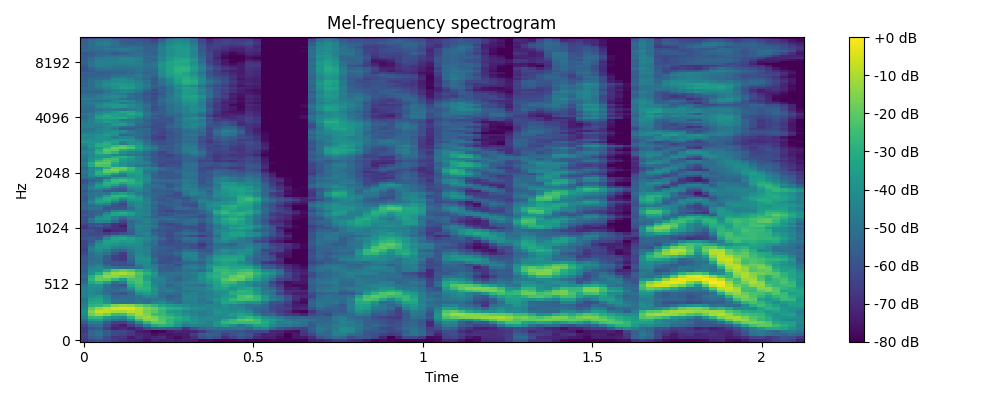 Mel-frequency spectrogram
Hz
8192
4096
2048
1024
512
0
0
0.5
1
1.5
2
Time
+0 dB
-10 dB
-20 dB
-30 dB
-40 dB
-50 dB
-60 dB
-70 dB
-80 dB